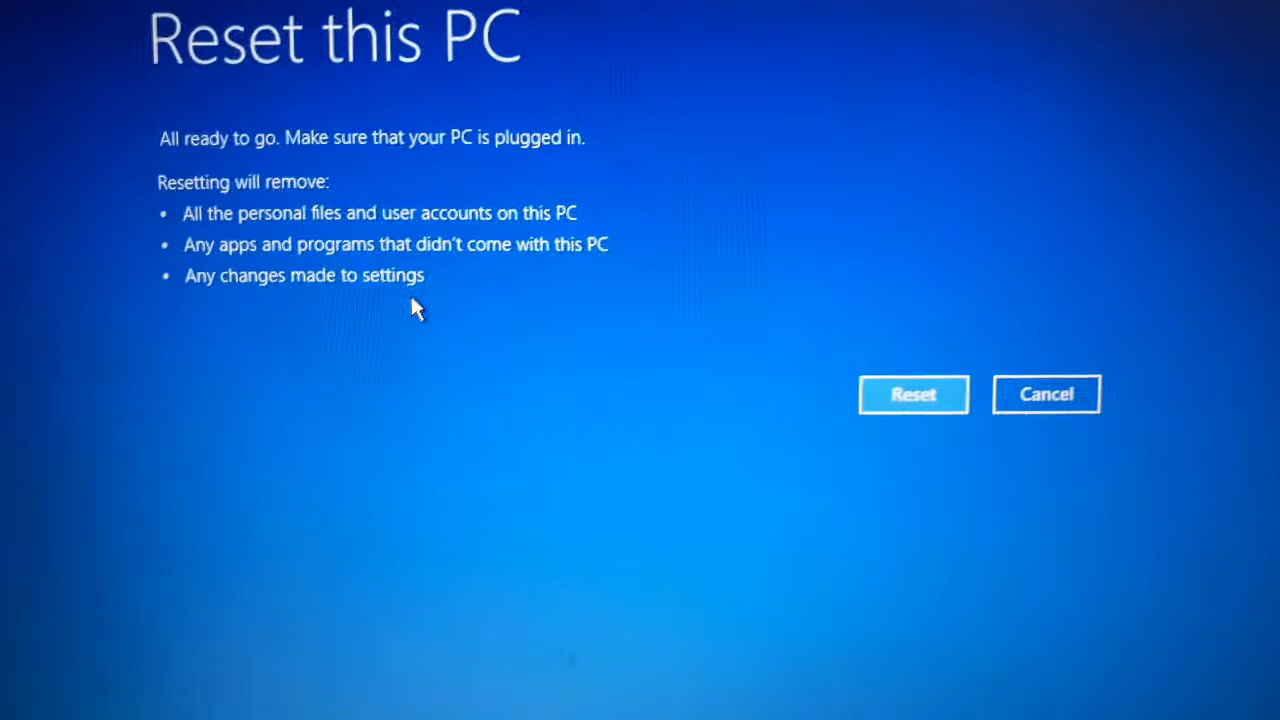 Reset this PC
All ready to go. Make sure that your PC is plugged in.
Resetting will remove:
• All the personal files and user accounts on this PC
• Any apps and programs that didn't come with this PC
• Any changes made to settings
Reset
Cancel